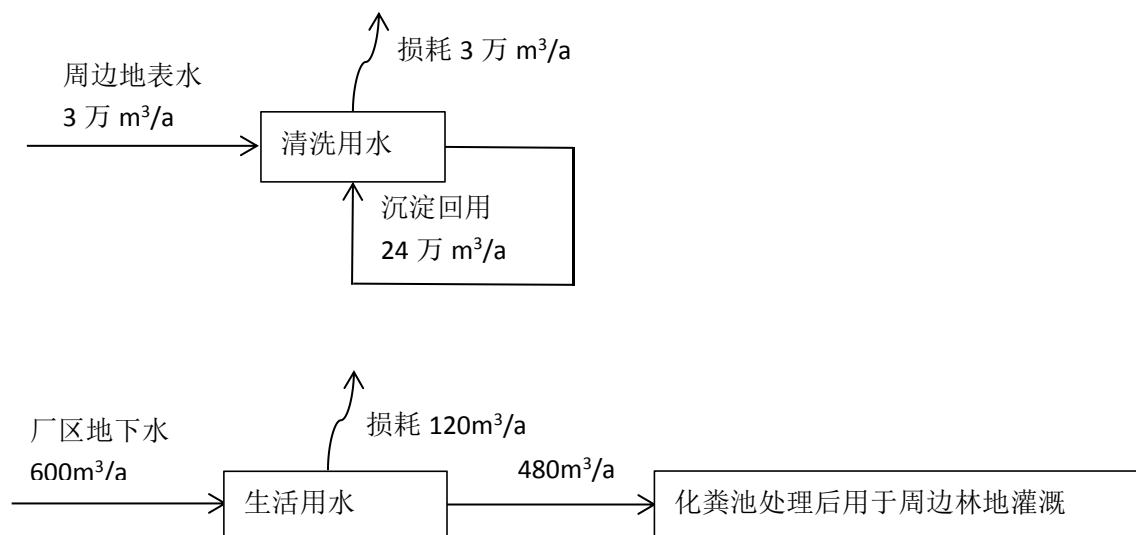 损耗 3 万 m³/a
周边地表水
3 万 m³/a
清洗用水
沉淀回用
24 万 m³/a
厂区地下水
600m³/a
损耗 120m³/a
480m³/a
生活用水
化粪池处理后用于周边林地灌溉